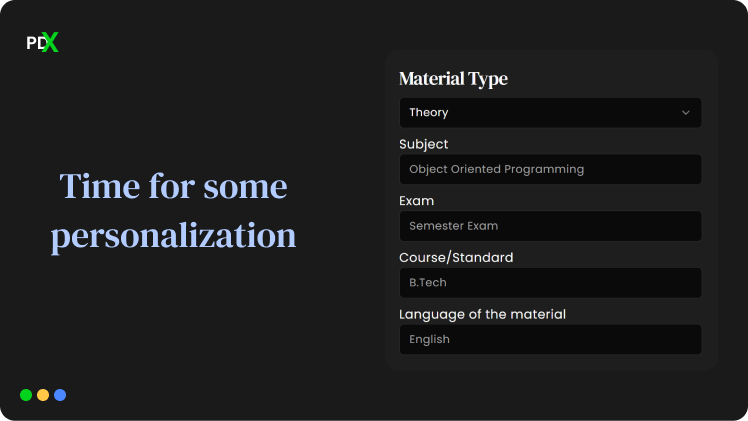 PDX
Time for some
personalization
Material Type
Theory
Subject
Object Oriented Programming
Exam
Semester Exam
Course/Standard
B.Tech
Language of the material
English